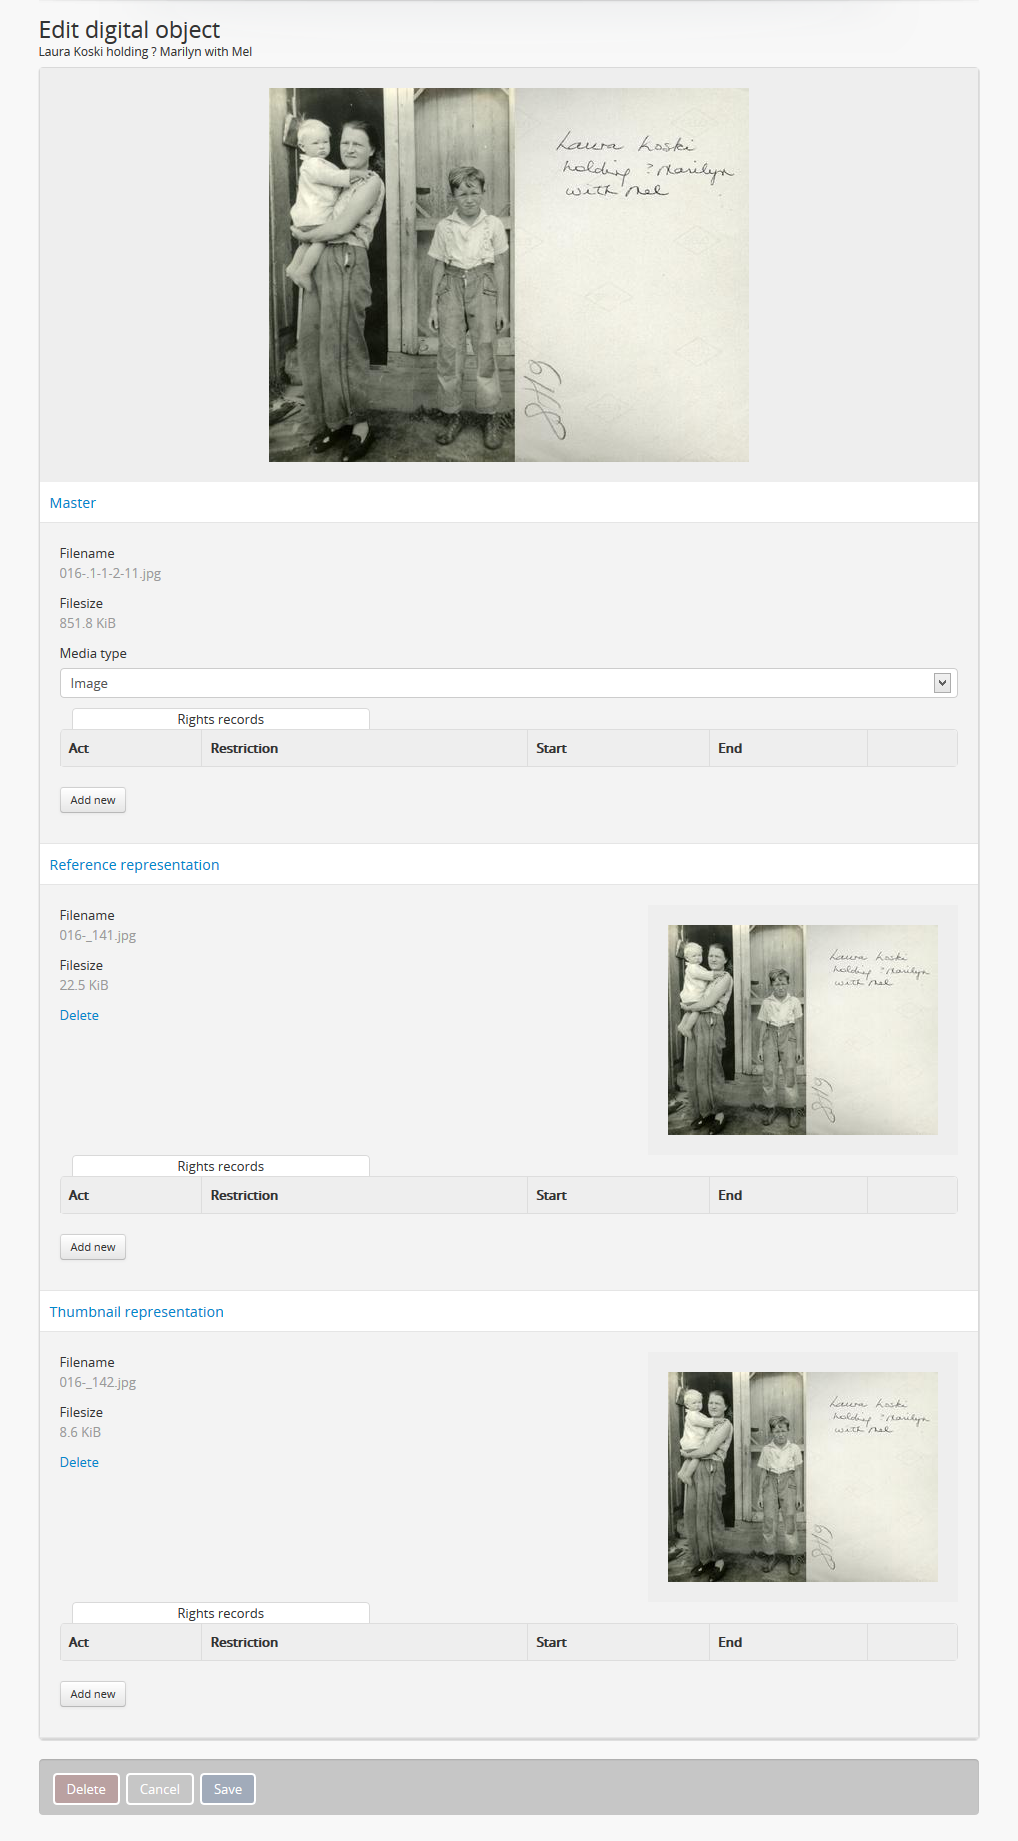 Edit digital object
Laura Koski holding ? Marilyn with Mel
Laura Koski
holding ? Marilyn
with Mel
Master
Filename
016-.1-1-2-11.jpg
Filesize
851.8 KiB
Media type
Image
Rights records
Act Restriction Start End
Add new
Reference representation
Filename
016-_141.jpg
Filesize
22.5 KiB
Delete
Laura Koski
holding ? Marilyn
with Mel
Rights records
Act Restriction Start End
Add new
Thumbnail representation
Filename
016-_142.jpg
Filesize
8.6 KiB
Delete
Laura Koski
holding ? Marilyn
with Mel
Rights records
Act Restriction Start End
Add new
Delete Cancel Save